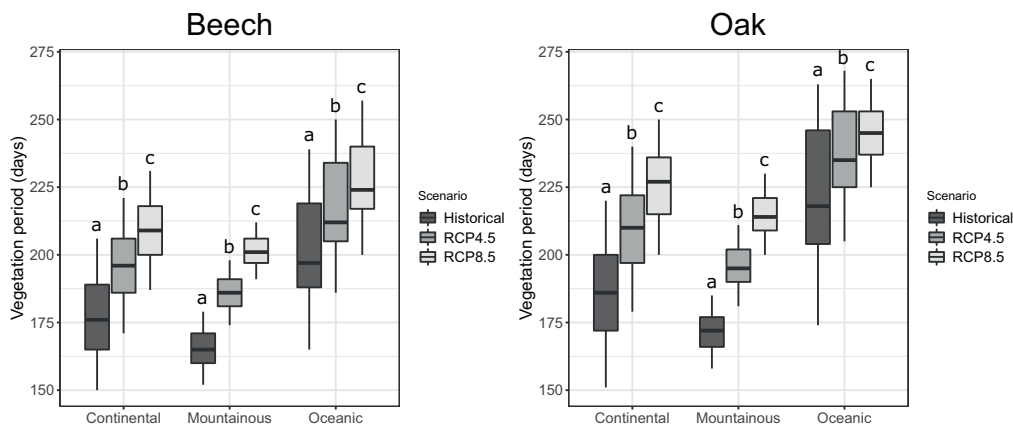 Beech
Vegetation period (days)
275
250
225
200
175
150
a
b
c
a
b
c
a
b
c
Continental
Mountainous
Oceanic
Scenario
Historical
RCP4.5
RCP8.5
Oak
Vegetation period (days)
275
250
225
200
175
150
a
b
c
a
b
c
a
b
c
Continental
Mountainous
Oceanic
Scenario
Historical
RCP4.5
RCP8.5